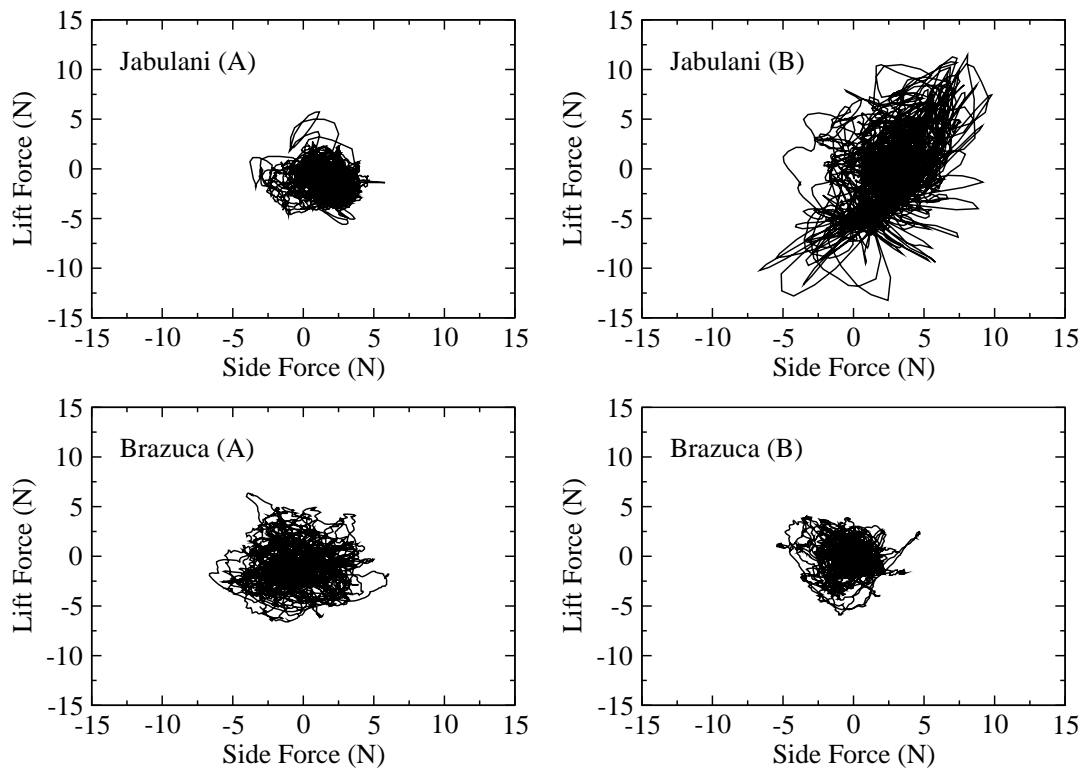 15
10
5
0
-5
-10
-15
Lift Force (N)
Jabulani (A)
-15 -10 -5 0 5 10 15
Side Force (N)
15
10
5
0
-5
-10
-15
Lift Force (N)
Jabulani (B)
-15 -10 -5 0 5 10 15
Side Force (N)
15
10
5
0
-5
-10
-15
Lift Force (N)
Brazuca (A)
-15 -10 -5 0 5 10 15
Side Force (N)
15
10
5
0
-5
-10
-15
Lift Force (N)
Brazuca (B)
-15 -10 -5 0 5 10 15
Side Force (N)